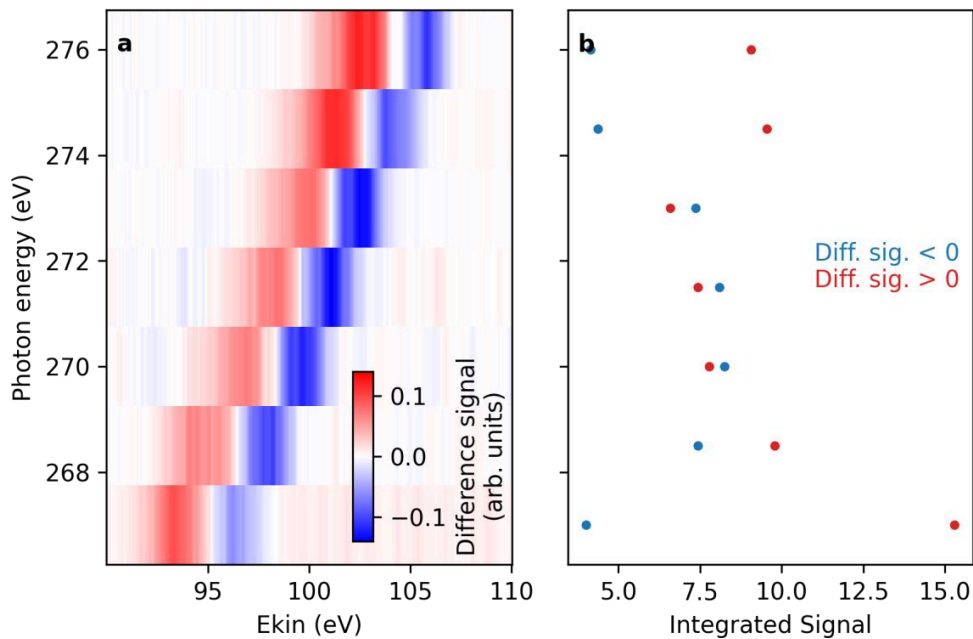 a
b
276
274
272
270
268
Photon energy (eV)
95
100
105
110
Ekin (eV)
0.1
0.0
−0.1
Difference signal
(arb. units)
Diff. sig. < 0
Diff. sig. > 0
5.0
7.5
10.0
12.5
15.0
Integrated Signal